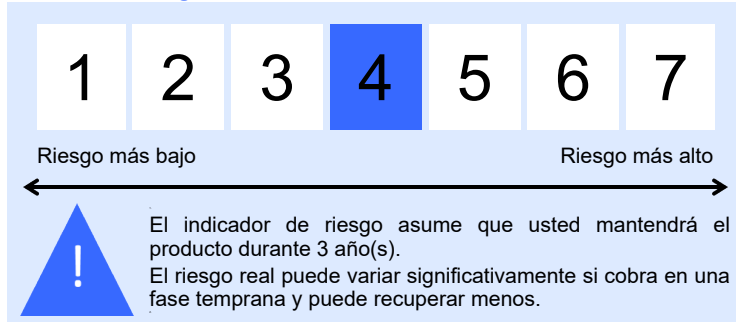 1 2 3 4 5 6 7
Riesgo más bajo Riesgo más alto
El indicador de riesgo asume que usted mantendrá el
producto durante 3 año(s).
!
El riesgo real puede variar significativamente si cobra en una
fase temprana y puede recuperar menos.